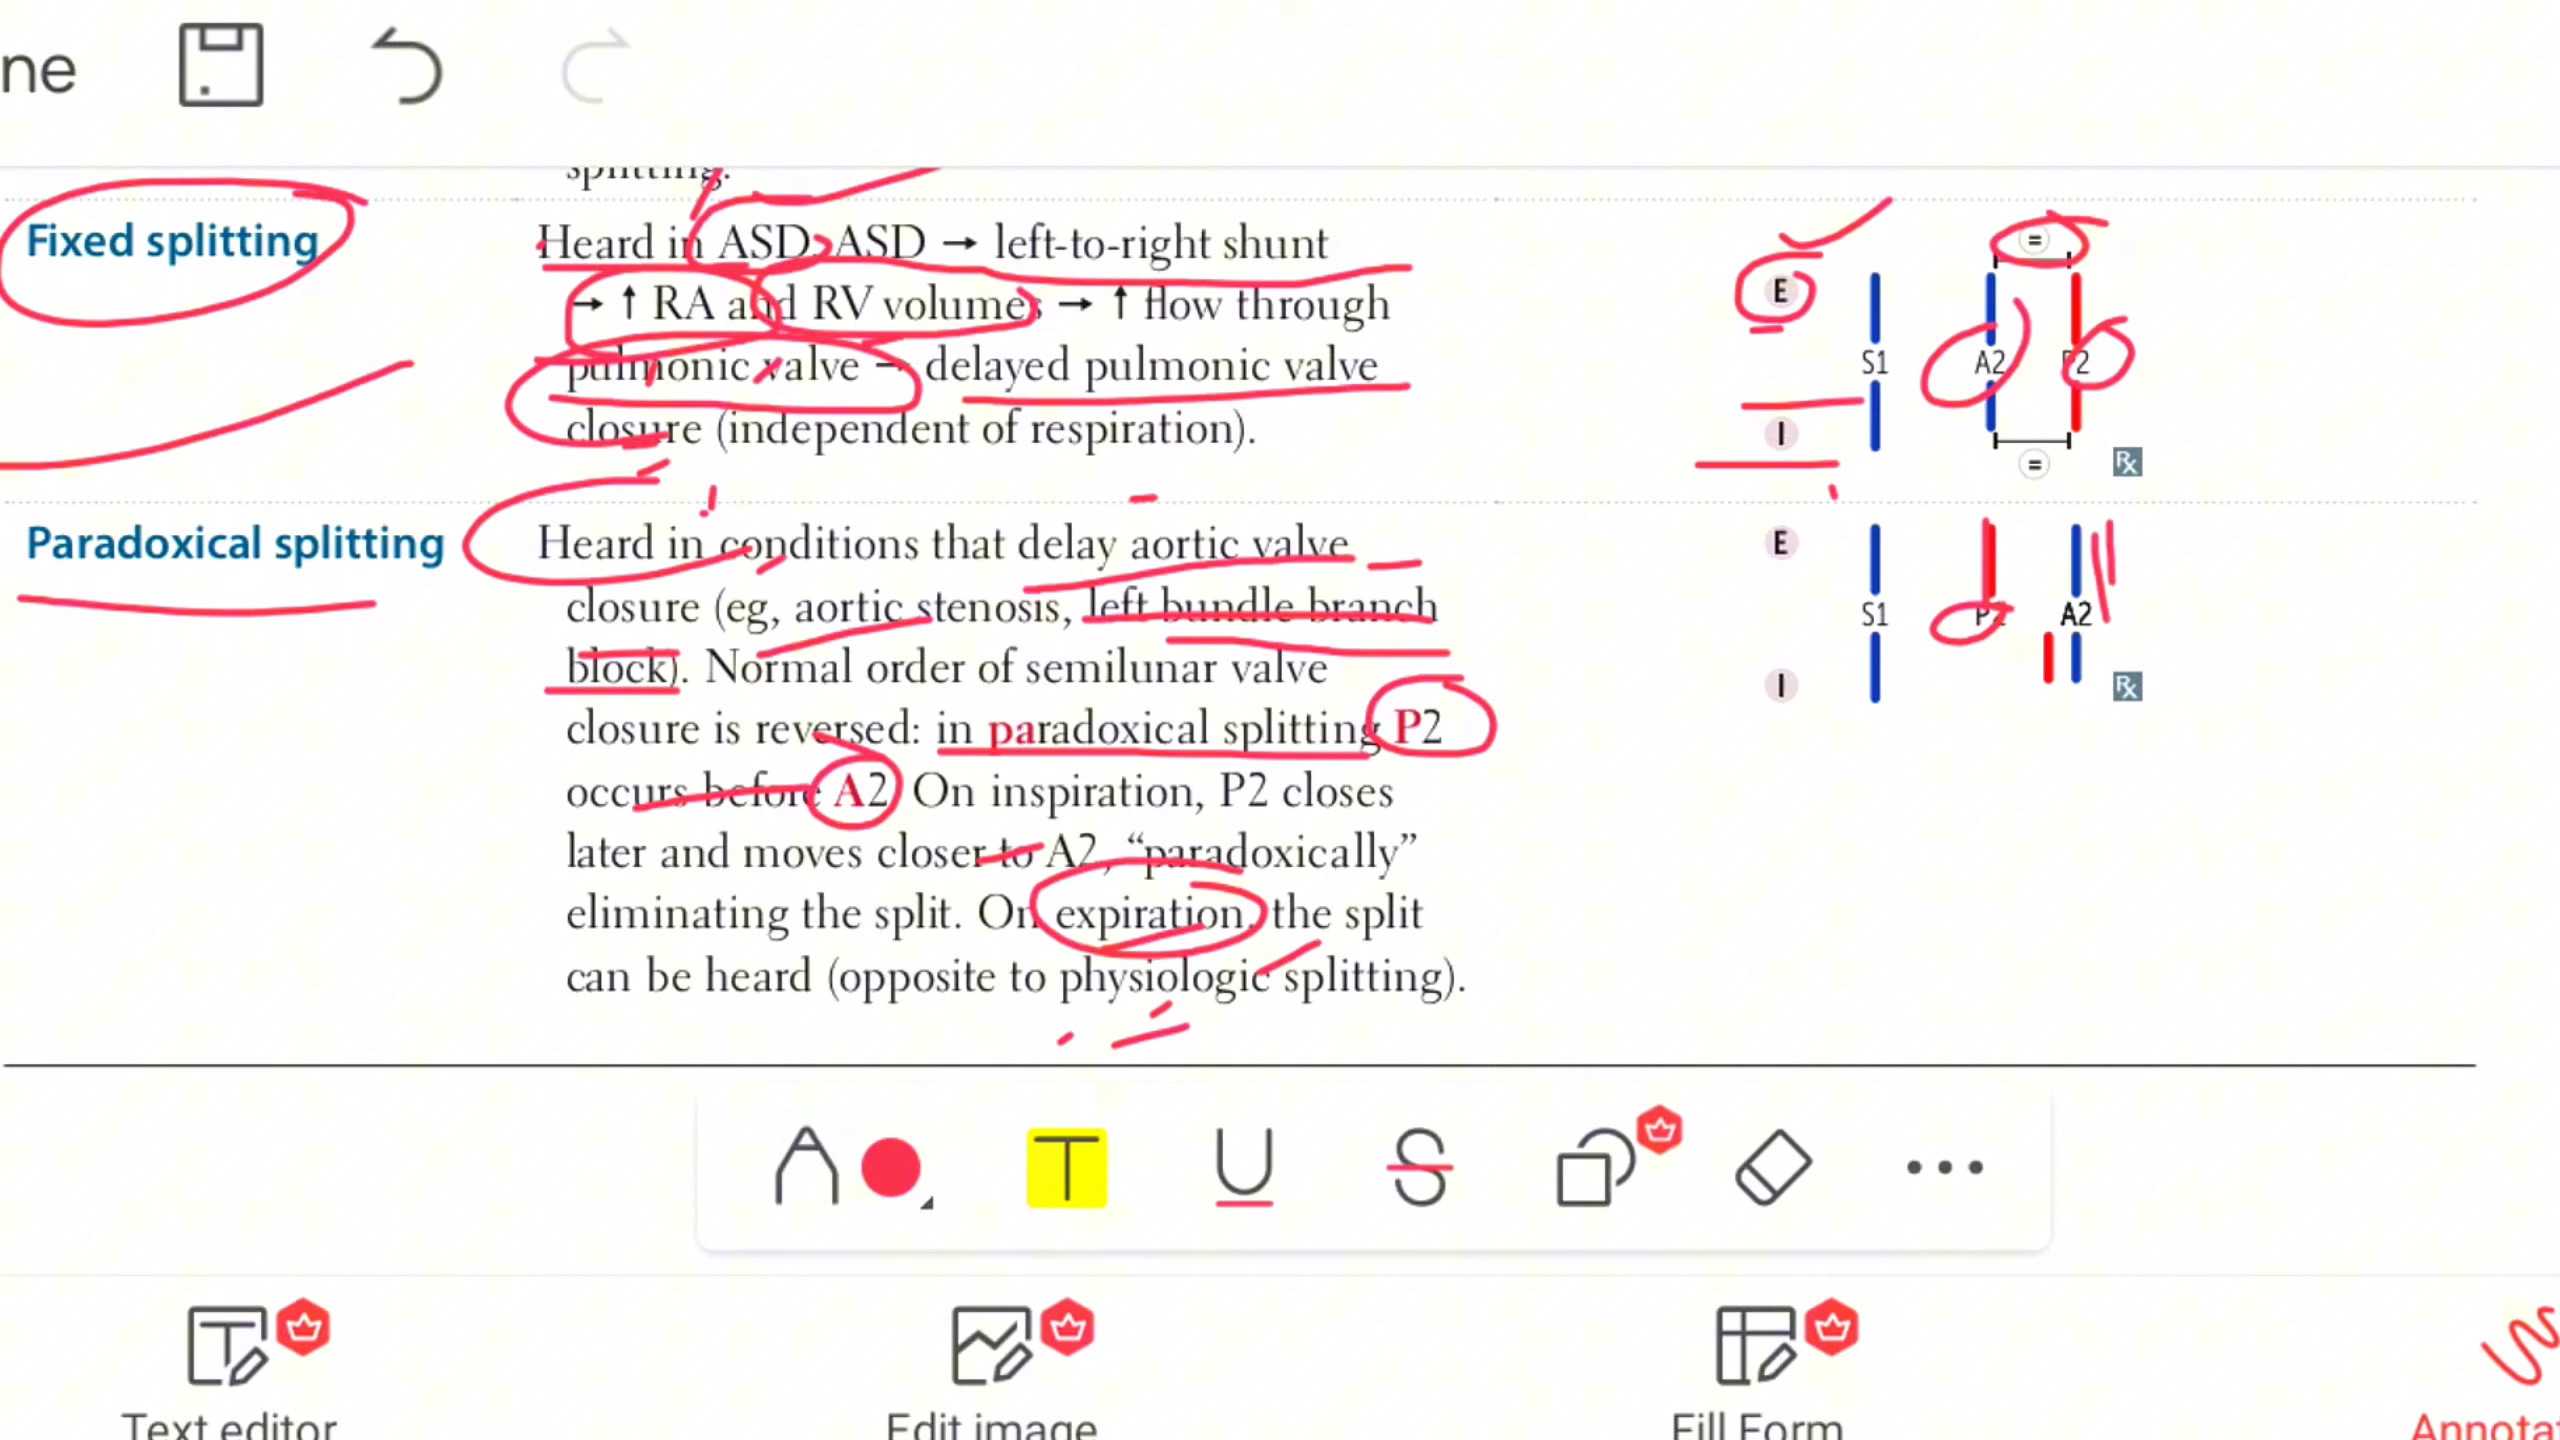 ne
splitting.
Fixed splitting
Heard in ASD. ASD → left-to-right shunt
→ ↑ RA and RV volumes → ↑ flow through
pulmonic valve → delayed pulmonic valve
closure (independent of respiration).
E
=
S1 A2 P2
I
=
Rx
Paradoxical splitting
Heard in conditions that delay aortic valve
closure (eg, aortic stenosis, left bundle branch
block). Normal order of semilunar valve
closure is reversed: in paradoxical splitting P2
occurs before A2. On inspiration, P2 closes
later and moves closer to A2, “paradoxically”
eliminating the split. On expiration, the split
can be heard (opposite to physiologic splitting).
E
S1 P2 A2
I
Rx
T U S
Text editor
Edit image
Fill Form
Annotat